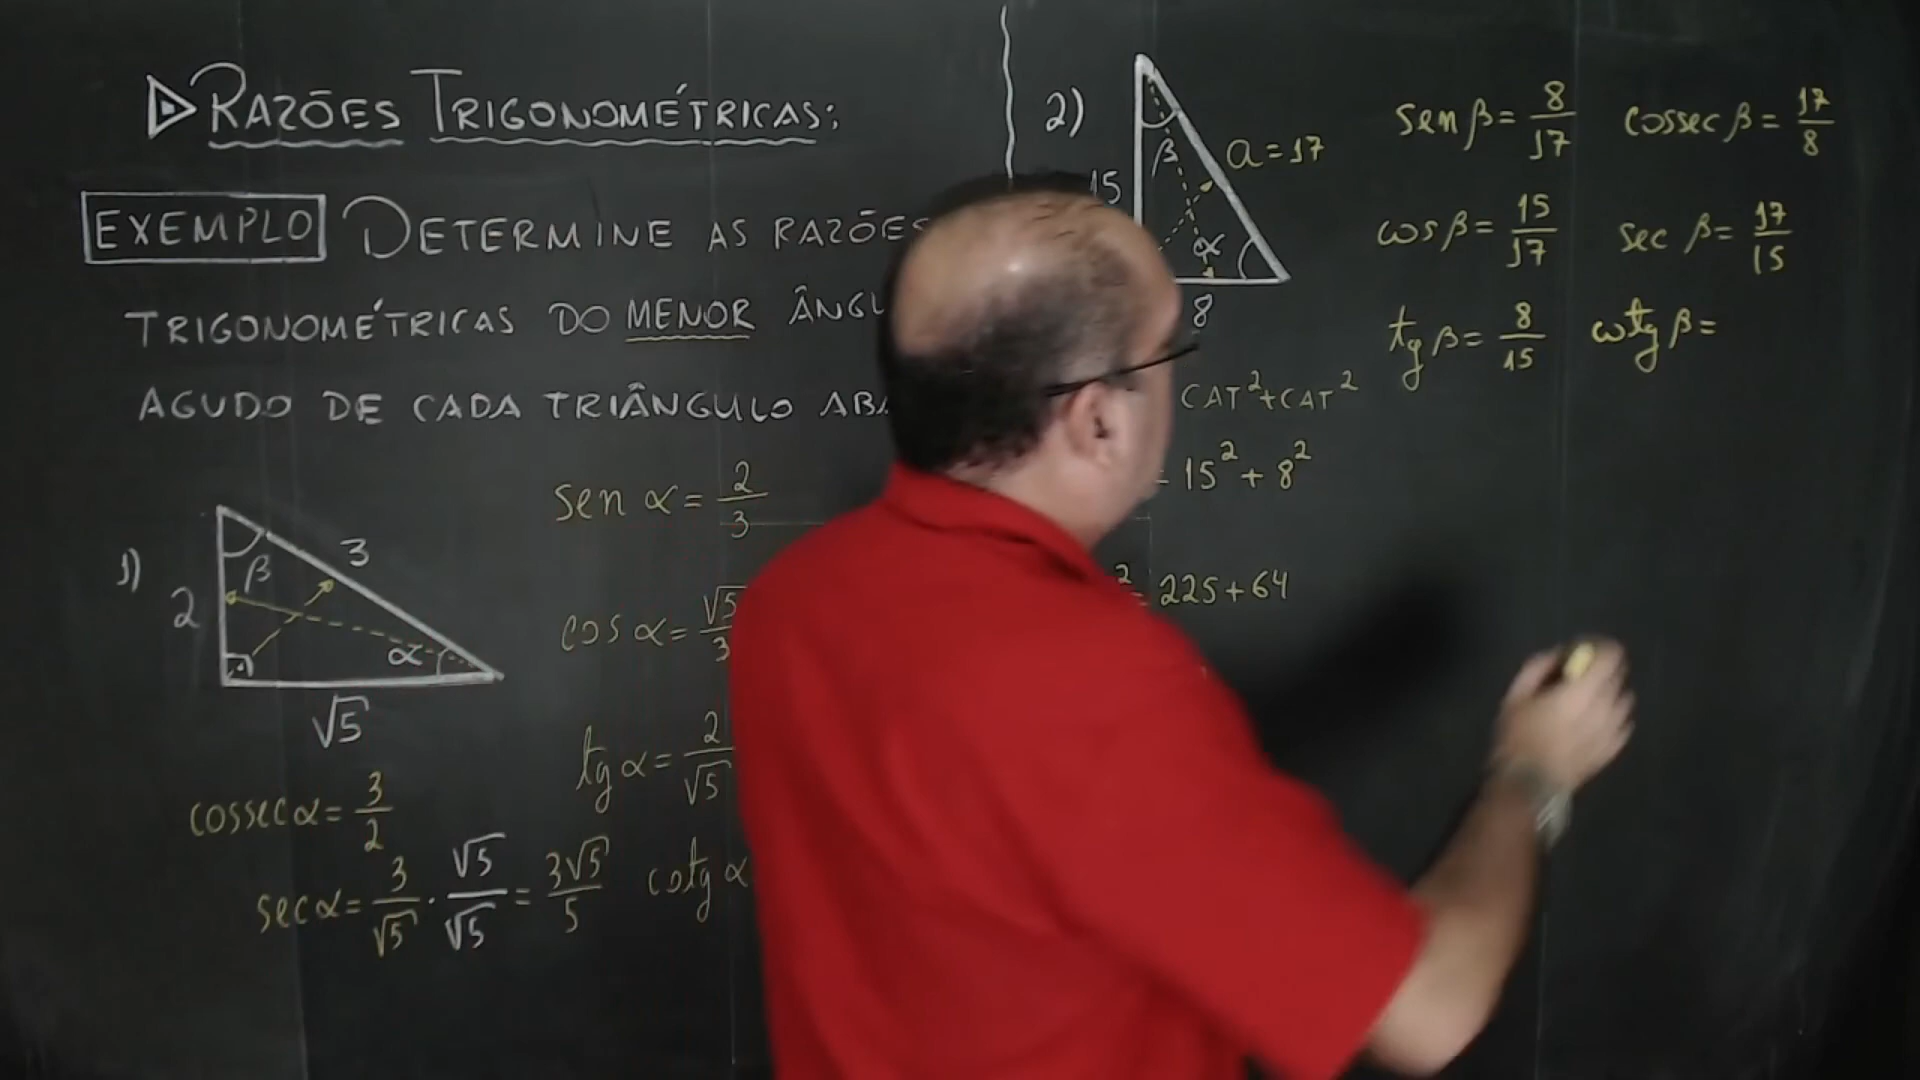 RAZÕES TRIGONOMÉTRICAS:
EXEMPLO DETERMINE AS RAZÕES
TRIGONOMÉTRICAS DO MENOR ÂNGU
AGUDO DE CADA TRIÂNGULO ABA
1)
β
3
2
α
√5
sen α = 2/3
cos α = √5/3
tg α = 2/√5
cossec α = 3/2
sec α = 3/√5 · √5/√5 = 3√5/5
cotg α
2)
β
a = 17
15
α
8
CAT² + CAT²
= 15² + 8²
² = 225 + 64
sen β = 8/17 cossec β = 17/8
cos β = 15/17 sec β = 17/15
tg β = 8/15 cotg β =